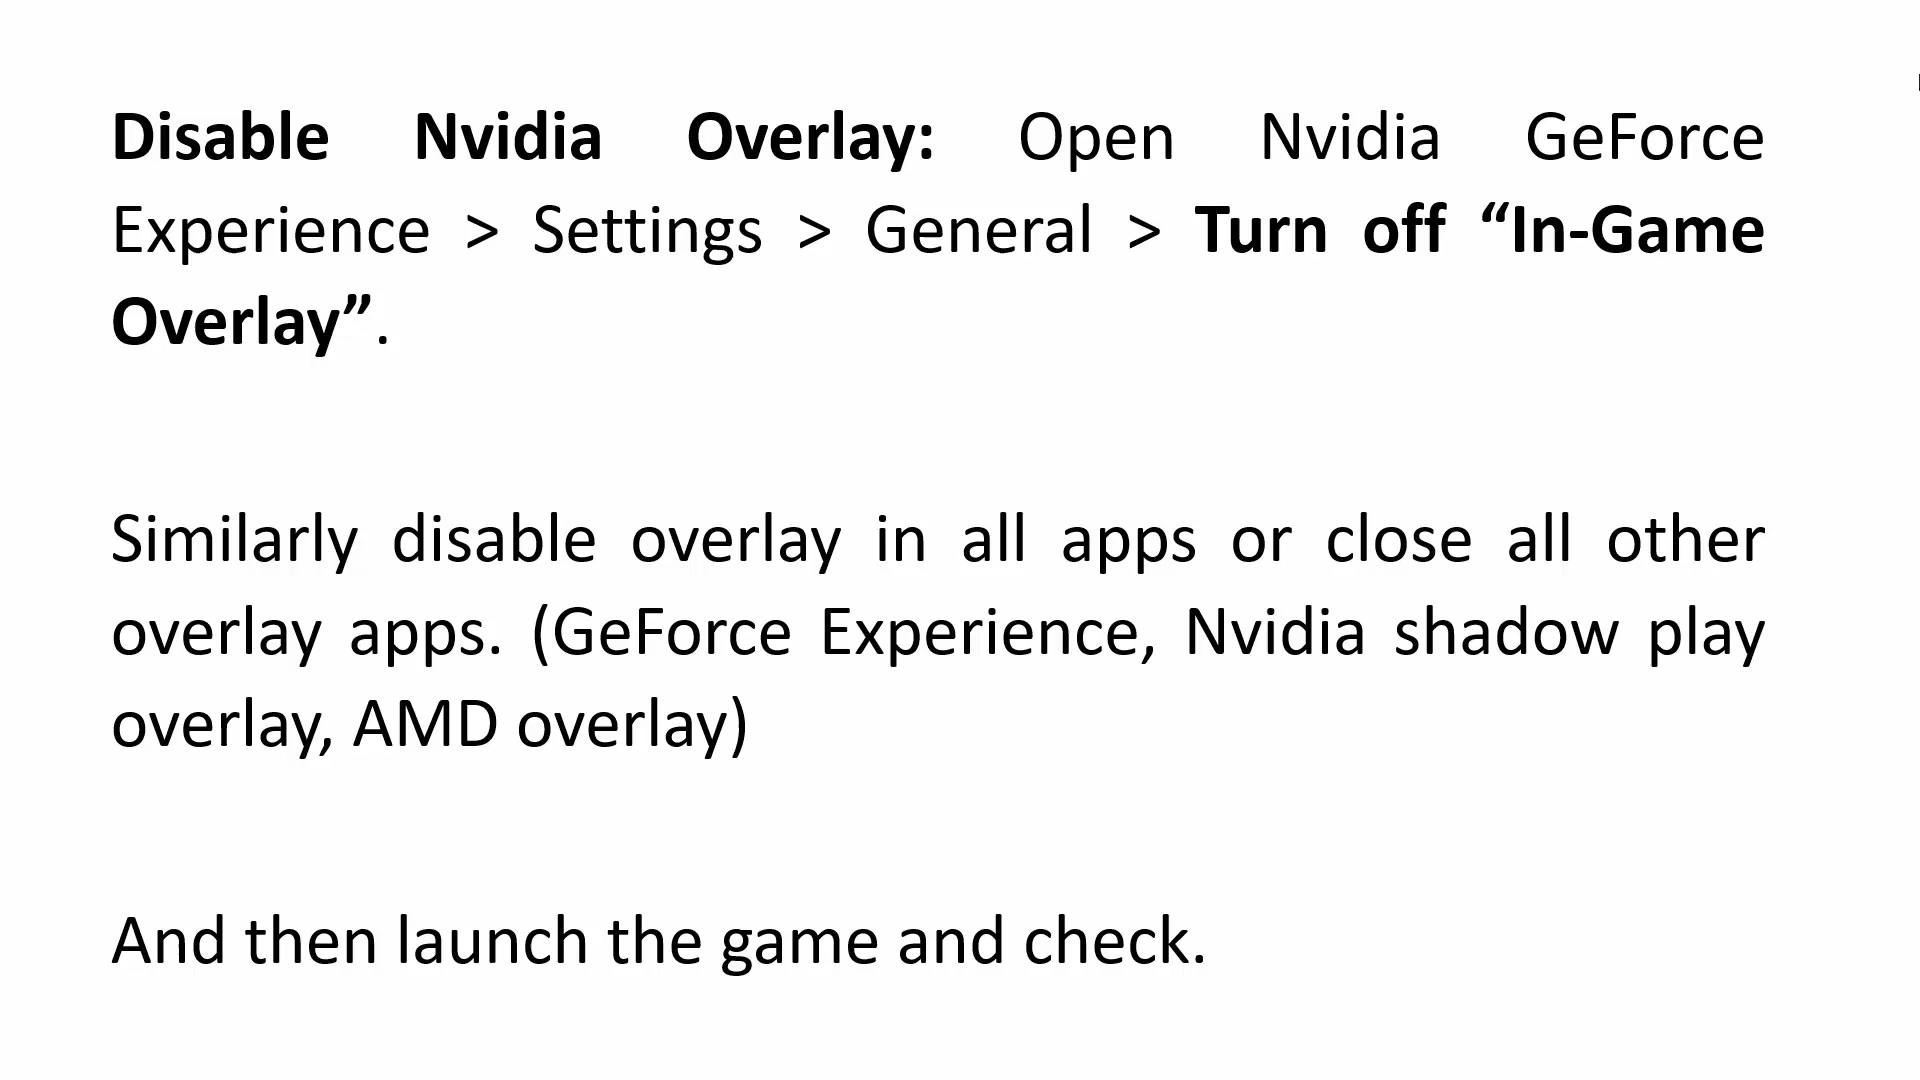 Disable Nvidia Overlay: Open Nvidia GeForce
Experience > Settings > General > Turn off “In-Game
Overlay”.
Similarly disable overlay in all apps or close all other
overlay apps. (GeForce Experience, Nvidia shadow play
overlay, AMD overlay)
And then launch the game and check.